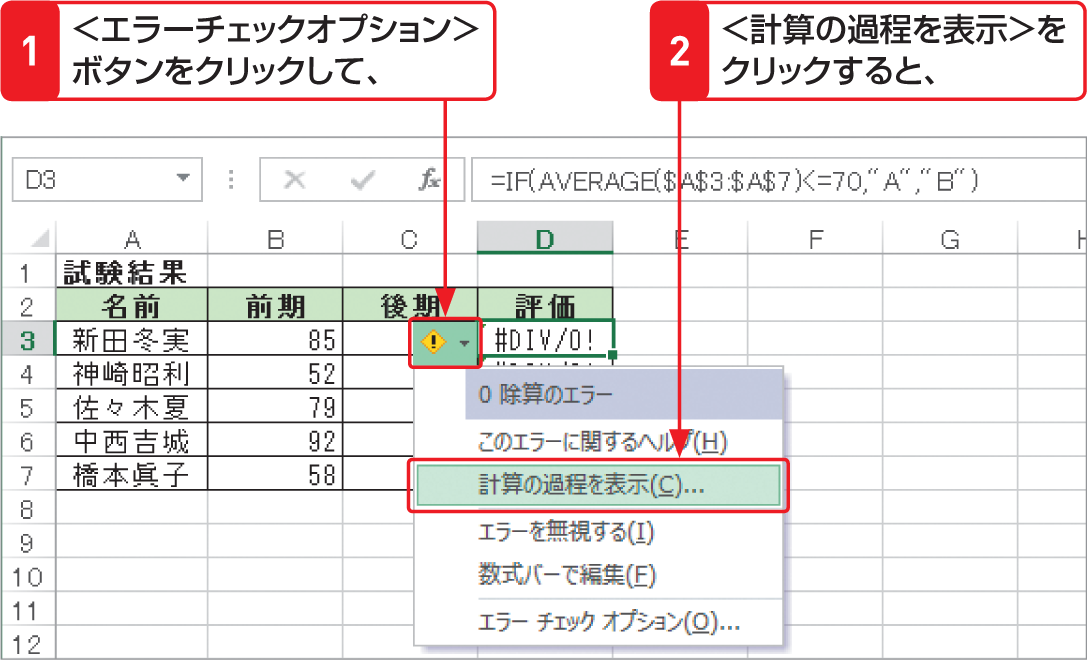 1 <エラーチェックオプション>
ボタンをクリックして、
2 <計算の過程を表示>を
クリックすると、
D3 fx =IF(AVERAGE($A$3:$A$7)<=70,"A","B")
A B C D E F G H
1 試験結果
2 名前 前期 後期 評価
3 新田冬実 85 #DIV/0!
4 神崎昭利 52
5 佐々木夏 79
6 中西吉城 92
7 橋本眞子 58
8
9
10
11
12
0 除算のエラー
このエラーに関するヘルプ(H)
計算の過程を表示(C)...
エラーを無視する(I)
数式バーで編集(F)
エラー チェック オプション(O)...